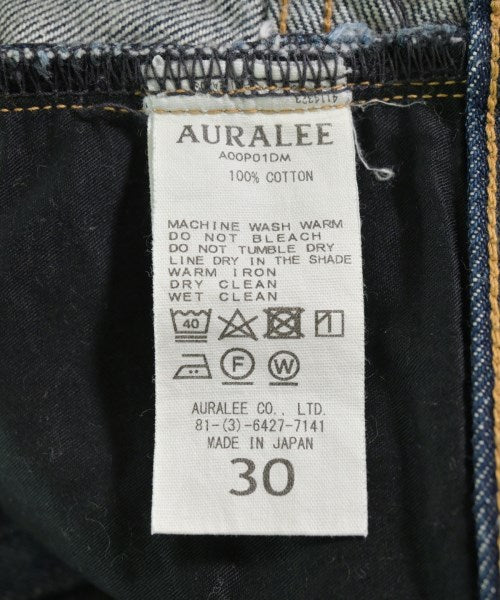 AURALEE
A00P01DM
100% COTTON
MACHINE WASH WARM
DO NOT BLEACH
DO NOT TUMBLE DRY
LINE DRY IN THE SHADE
WARM IRON
DRY CLEAN
WET CLEAN
40
F W
AURALEE CO., LTD.
81-(3)-6427-7141
MADE IN JAPAN
30